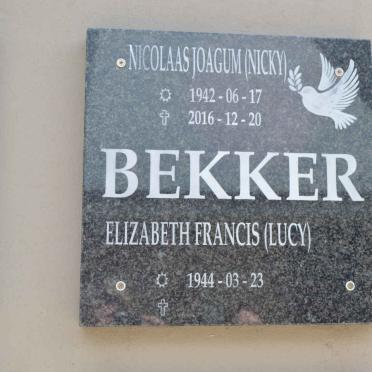 NICOLAAS JOAGUM (NICKY)
☼ 1942 - 06 - 17
✝ 2016 - 12 - 20
BEKKER
ELIZABETH FRANCIS (LUCY)
☼ 1944 - 03 - 23
✝